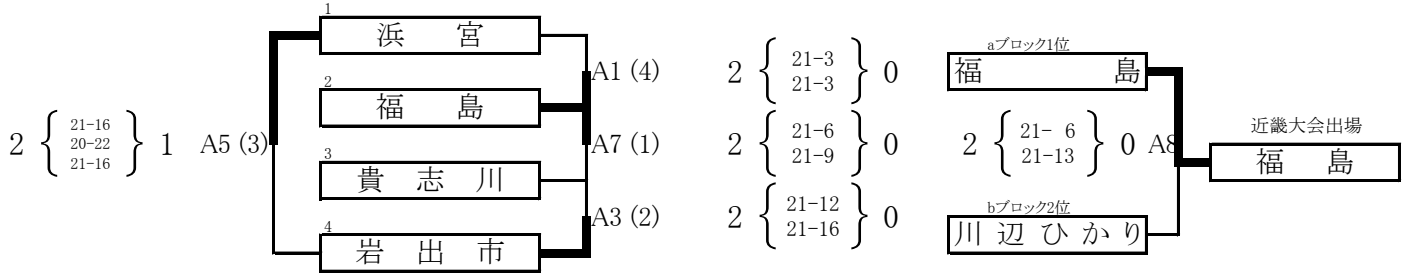 1
浜 宮
2
福 島
3
貴 志 川
4
岩 出 市
2 { 21-16 20-22 21-16 } 1 A5 (3)
A1 (4)
A7 (1)
A3 (2)
2 { 21-3 21-3 } 0
2 { 21-6 21-9 } 0
2 { 21-12 21-16 } 0
aブロック1位
福 島
2 { 21- 6 21-13 } 0 A8
bブロック2位
川 辺 ひ か り
近畿大会出場
福 島